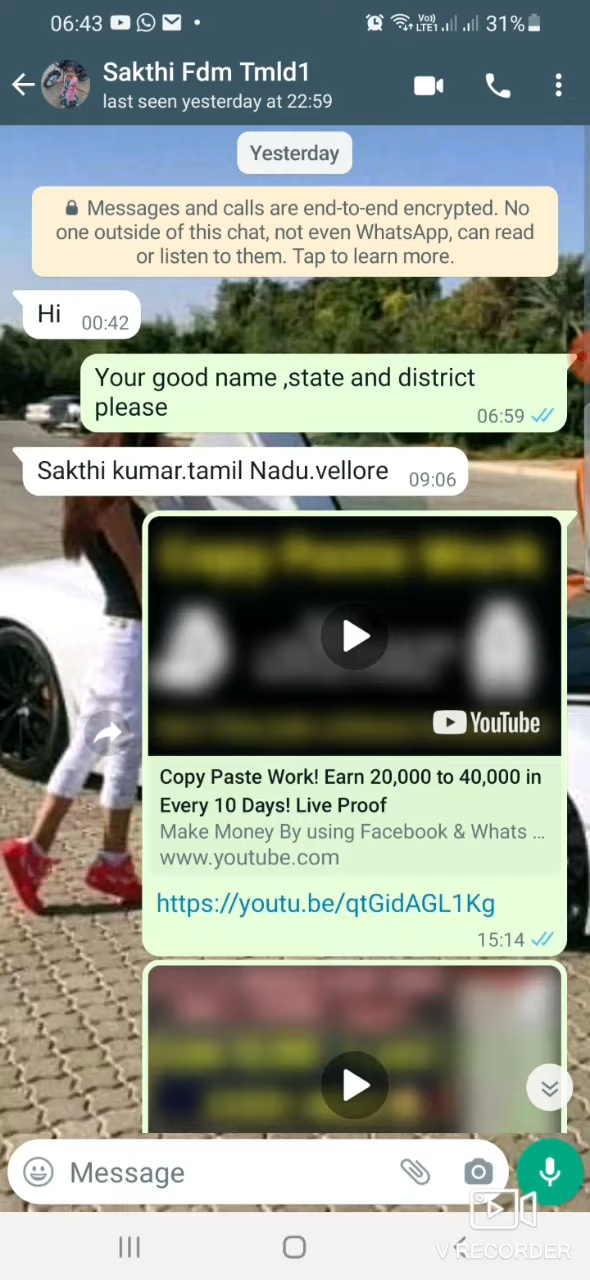 06:43
Vo))
LTE1
31%
Sakthi Fdm Tmld1
last seen yesterday at 22:59
Yesterday
Messages and calls are end-to-end encrypted. No
one outside of this chat, not even WhatsApp, can read
or listen to them. Tap to learn more.
Hi
00:42
Your good name ,state and district
please
06:59
Sakthi kumar.tamil Nadu.vellore
09:06
Copy Paste Work
YouTube
Copy Paste Work! Earn 20,000 to 40,000 in
Every 10 Days! Live Proof
Make Money By using Facebook & Whats ...
www.youtube.com
https://youtu.be/qtGidAGL1Kg
15:14
Message
V RECORDER